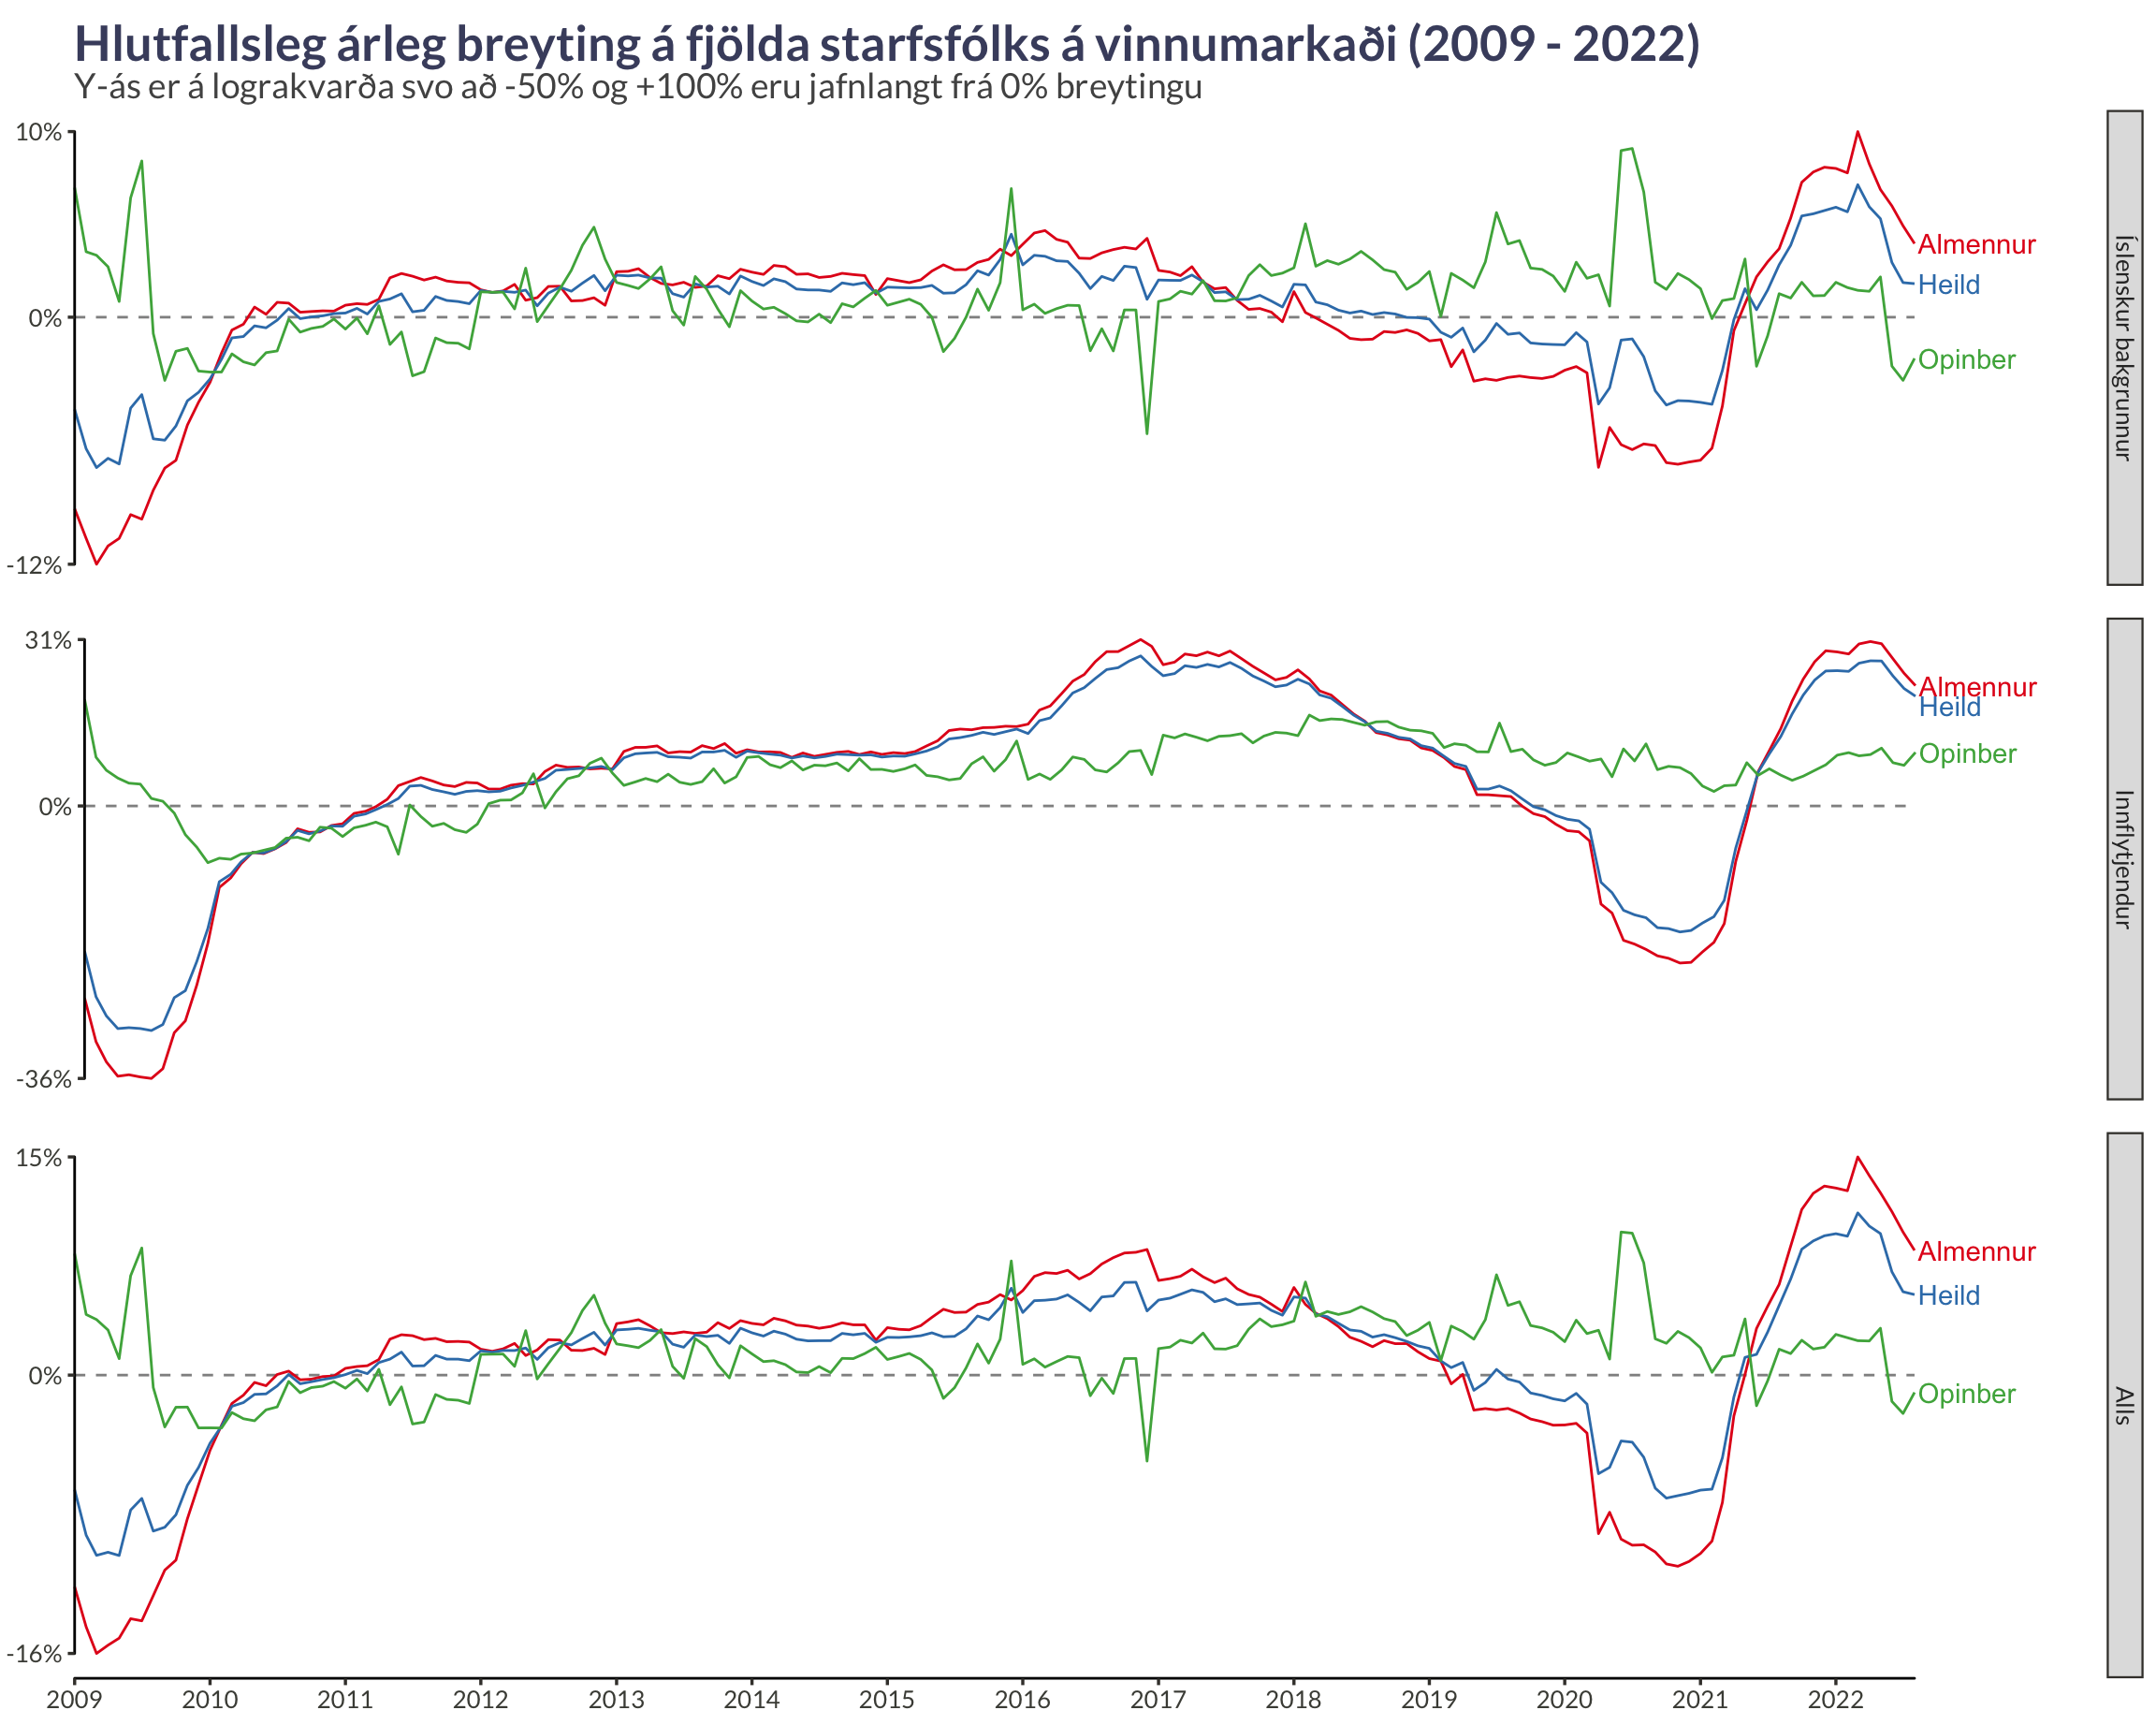 Hlutfallsleg árleg breyting á fjölda starfsfólks á vinnumarkaði (2009 - 2022)
Y-ás er á lograkvarða svo að -50% og +100% eru jafnlangt frá 0% breytingu
10%
0%
-12%
Almennur
Heild
Opinber
Íslenskur bakgrunnur
31%
0%
-36%
Almennur
Heild
Opinber
Innflytjendur
15%
0%
-16%
Almennur
Heild
Opinber
Alls
2009 2010 2011 2012 2013 2014 2015 2016 2017 2018 2019 2020 2021 2022